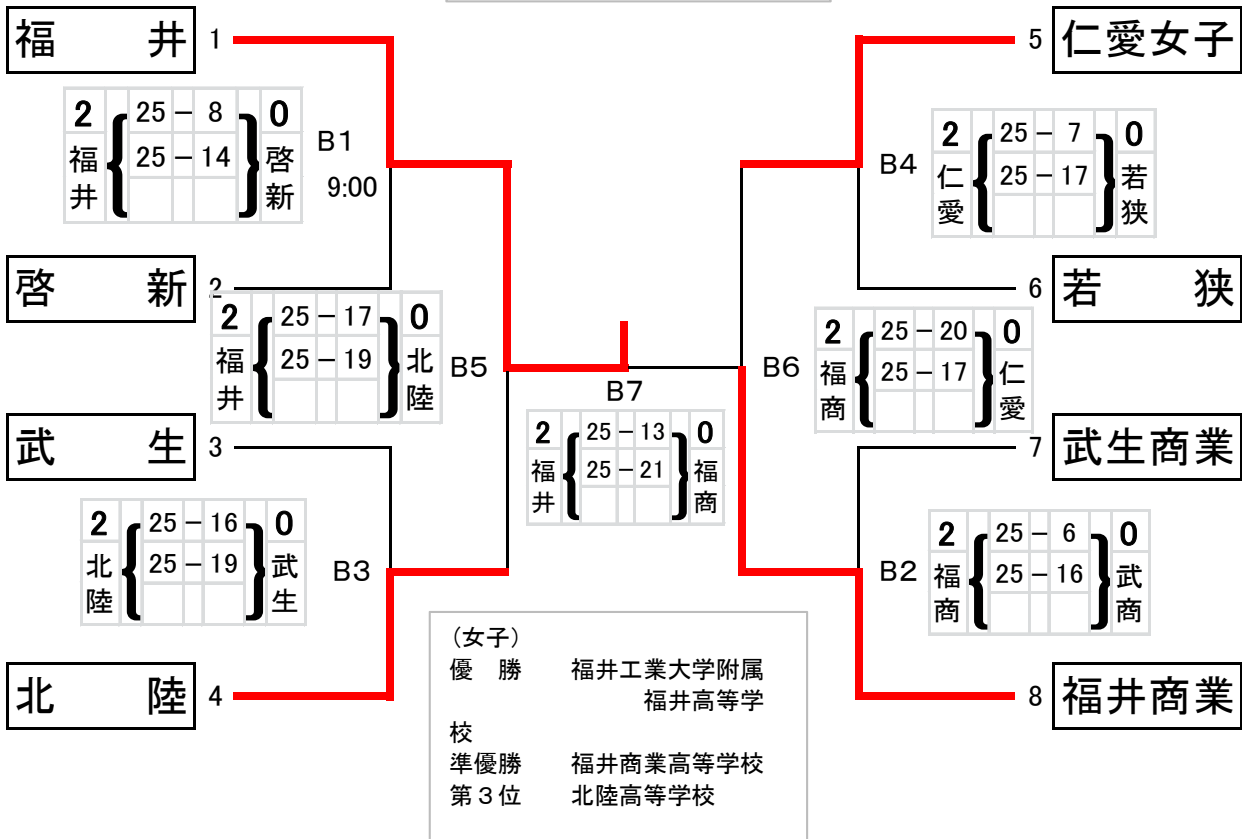 福 井 1
2 25 － 8 0
福井 25 － 14 啓新
B1
9:00
啓 新 2
2 25 － 17 0
福井 25 － 19 北陸
B5
武 生 3
2 25 － 16 0
北陸 25 － 19 武生
B3
北 陸 4
B7
2 25 － 13 0
福井 25 － 21 福商
5 仁愛女子
B4
2 25 － 7 0
仁愛 25 － 17 若狭
6 若 狭
B6
2 25 － 20 0
福商 25 － 17 仁愛
7 武生商業
B2
2 25 － 6 0
福商 25 － 16 武商
8 福井商業
（女子）
優　勝　　福井工業大学附属
福井高等学
校
準優勝　　福井商業高等学校
第３位　　北陸高等学校